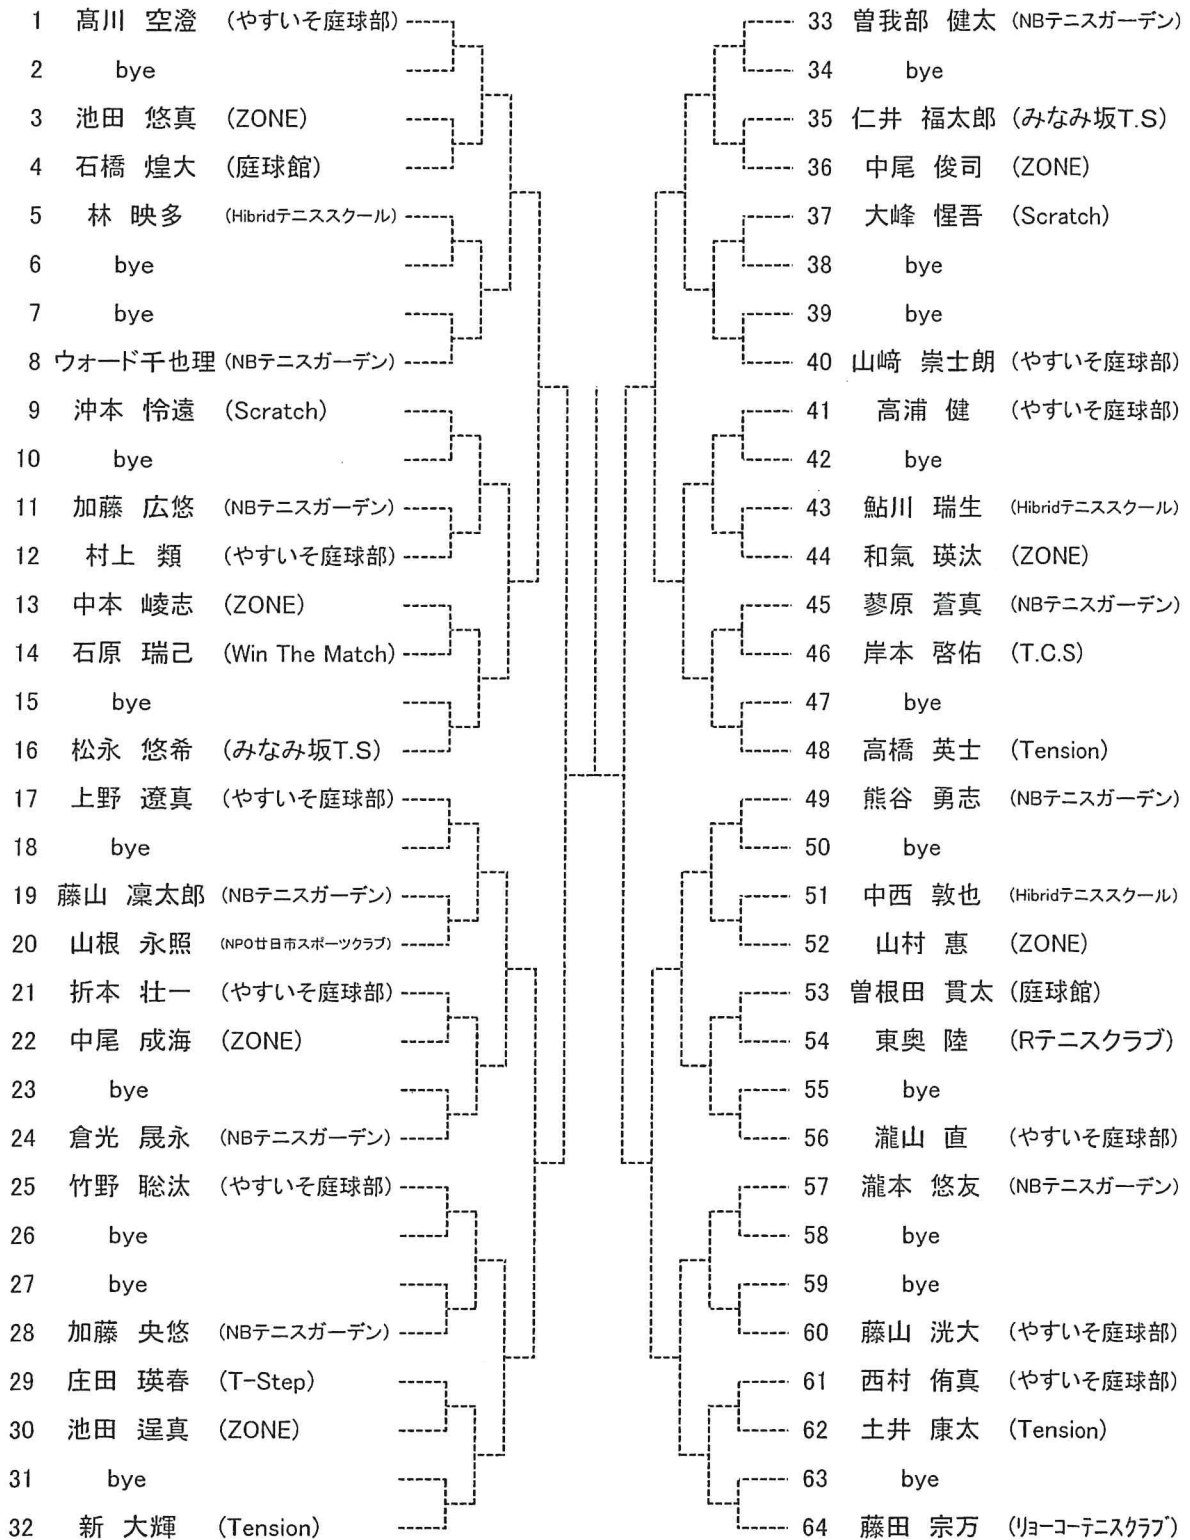 1 髙川 空澄 (やすいそ庭球部)
2 bye
3 池田 悠真 (ZONE)
4 石橋 煌大 (庭球館)
5 林 映多 (Hibridテニススクール)
6 bye
7 bye
8 ウォード千也理 (NBテニスガーデン)
9 沖本 怜遠 (Scratch)
10 bye
11 加藤 広悠 (NBテニスガーデン)
12 村上 類 (やすいそ庭球部)
13 中本 崚志 (ZONE)
14 石原 瑞己 (Win The Match)
15 bye
16 松永 悠希 (みなみ坂T.S)
17 上野 遼真 (やすいそ庭球部)
18 bye
19 藤山 凜太郎 (NBテニスガーデン)
20 山根 永照 (NPO廿日市スポーツクラブ)
21 折本 壮一 (やすいそ庭球部)
22 中尾 成海 (ZONE)
23 bye
24 倉光 晟永 (NBテニスガーデン)
25 竹野 聡汰 (やすいそ庭球部)
26 bye
27 bye
28 加藤 央悠 (NBテニスガーデン)
29 庄田 瑛春 (T-Step)
30 池田 逞真 (ZONE)
31 bye
32 新 大輝 (Tension)
33 曽我部 健太 (NBテニスガーデン)
34 bye
35 仁井 福太郎 (みなみ坂T.S)
36 中尾 俊司 (ZONE)
37 大峰 惺吾 (Scratch)
38 bye
39 bye
40 山﨑 崇士朗 (やすいそ庭球部)
41 高浦 健 (やすいそ庭球部)
42 bye
43 鮎川 瑞生 (Hibridテニススクール)
44 和氣 瑛汰 (ZONE)
45 蓼原 蒼真 (NBテニスガーデン)
46 岸本 啓佑 (T.C.S)
47 bye
48 高橋 英士 (Tension)
49 熊谷 勇志 (NBテニスガーデン)
50 bye
51 中西 敦也 (Hibridテニススクール)
52 山村 惠 (ZONE)
53 曽根田 貫太 (庭球館)
54 東奥 陸 (Rテニスクラブ)
55 bye
56 瀧山 直 (やすいそ庭球部)
57 瀧本 悠友 (NBテニスガーデン)
58 bye
59 bye
60 藤山 洸大 (やすいそ庭球部)
61 西村 侑真 (やすいそ庭球部)
62 土井 康太 (Tension)
63 bye
64 藤田 宗万 (リョーコーテニスクラブ)